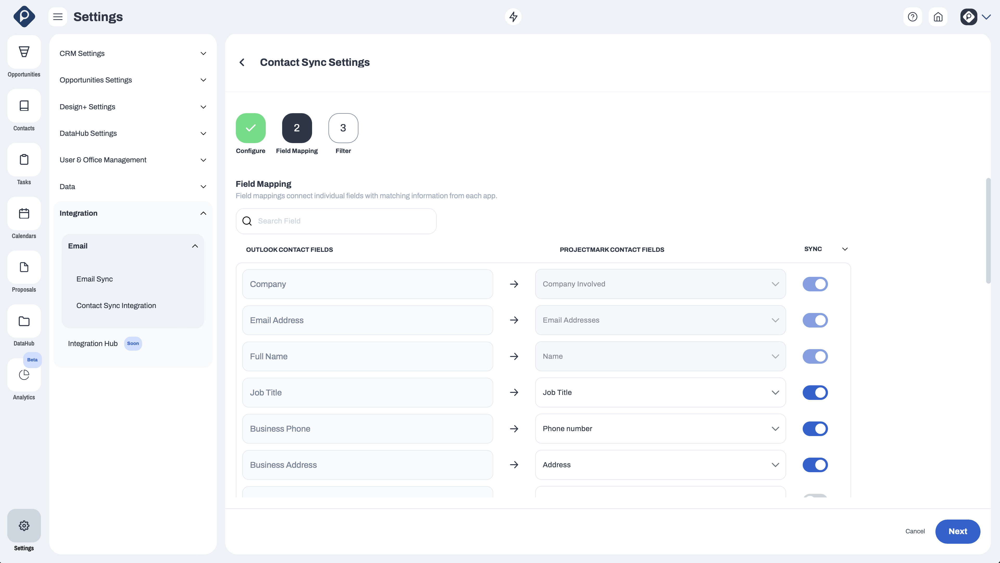 Settings
Opportunities
Contacts
Tasks
Calendars
Proposals
DataHub
Beta
Analytics
Settings
CRM Settings
Opportunities Settings
Design+ Settings
DataHub Settings
User & Office Management
Data
Integration
Email
Email Sync
Contact Sync Integration
Integration Hub Soon
Contact Sync Settings
2 3
Configure Field Mapping Filter
Field Mapping
Field mappings connect individual fields with matching information from each app.
Search Field
OUTLOOK CONTACT FIELDS PROJECTMARK CONTACT FIELDS SYNC
Company Company Involved
Email Address Email Addresses
Full Name Name
Job Title Job Title
Business Phone Phone number
Business Address Address
Cancel Next